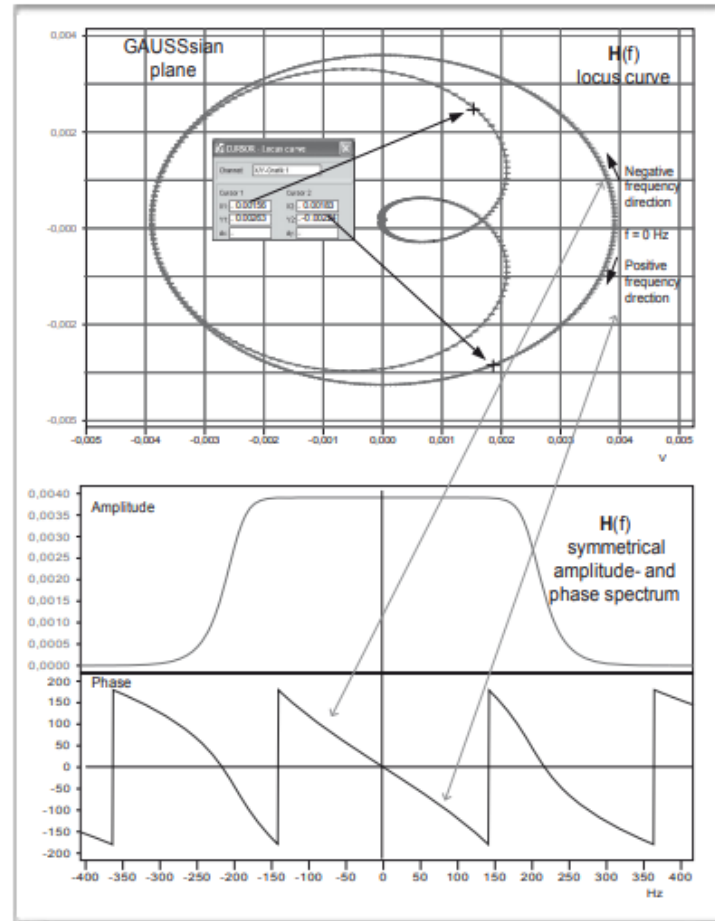 GAUSSsian
plane
H(f)
locus curve
0,004
0,002
-0,000
-0,002
-0,005
CURSOR - Locus curve
Channel:
Cursor 1
Cursor 2
X1: 0.00156
X2: 0.00183
Y1: 0.00263
Negative
frequency
direction
f = 0 Hz
Positive
frequency
direction
-0,005 -0,004 -0,003 -0,002 -0,001 0,000 0,001 0,002 0,003 0,004 0,005
V
Amplitude
H(f)
symmetrical
amplitude- and
phase spectrum
0,0040
0,0035
0,0030
0,0025
0,0020
0,0015
0,0010
0,0005
0,0000
Phase
200
150
100
50
0
-50
-100
-150
-200
-400 -350 -300 -250 -200 -150 -100 -50 0 50 100 150 200 250 300 350 400
Hz